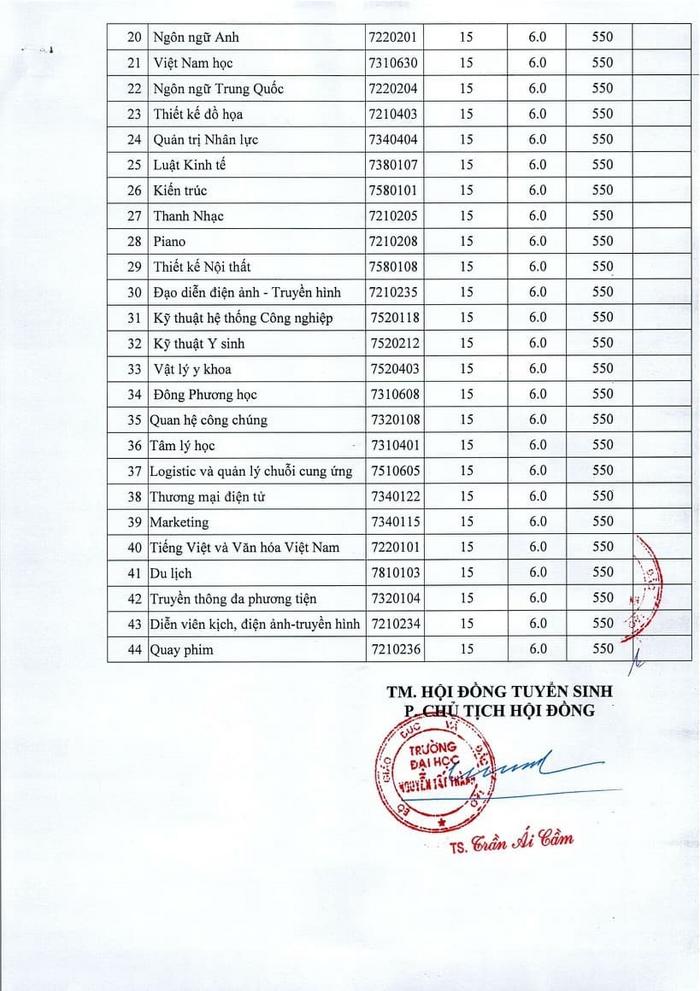 20 Ngôn ngữ Anh 7220201 15 6.0 550
21 Việt Nam học 7310630 15 6.0 550
22 Ngôn ngữ Trung Quốc 7220204 15 6.0 550
23 Thiết kế đồ họa 7210403 15 6.0 550
24 Quản trị Nhân lực 7340404 15 6.0 550
25 Luật Kinh tế 7380107 15 6.0 550
26 Kiến trúc 7580101 15 6.0 550
27 Thanh Nhạc 7210205 15 6.0 550
28 Piano 7210208 15 6.0 550
29 Thiết kế Nội thất 7580108 15 6.0 550
30 Đạo diễn điện ảnh - Truyền hình 7210235 15 6.0 550
31 Kỹ thuật hệ thống Công nghiệp 7520118 15 6.0 550
32 Kỹ thuật Y sinh 7520212 15 6.0 550
33 Vật lý y khoa 7520403 15 6.0 550
34 Đông Phương học 7310608 15 6.0 550
35 Quan hệ công chúng 7320108 15 6.0 550
36 Tâm lý học 7310401 15 6.0 550
37 Logistic và quản lý chuỗi cung ứng 7510605 15 6.0 550
38 Thương mại điện tử 7340122 15 6.0 550
39 Marketing 7340115 15 6.0 550
40 Tiếng Việt và Văn hóa Việt Nam 7220101 15 6.0 550
41 Du lịch 7810103 15 6.0 550
42 Truyền thông đa phương tiện 7320104 15 6.0 550
43 Diễn viên kịch, điện ảnh-truyền hình 7210234 15 6.0 550
44 Quay phim 7210236 15 6.0 550
TM. HỘI ĐỒNG TUYỂN SINH
P. CHỦ TỊCH HỘI ĐỒNG
BỘ GIÁO DỤC VÀ ĐÀO TẠO
TRƯỜNG
ĐẠI HỌC
NGUYỄN TẤT THÀNH
TS. Trần Ái Cầm